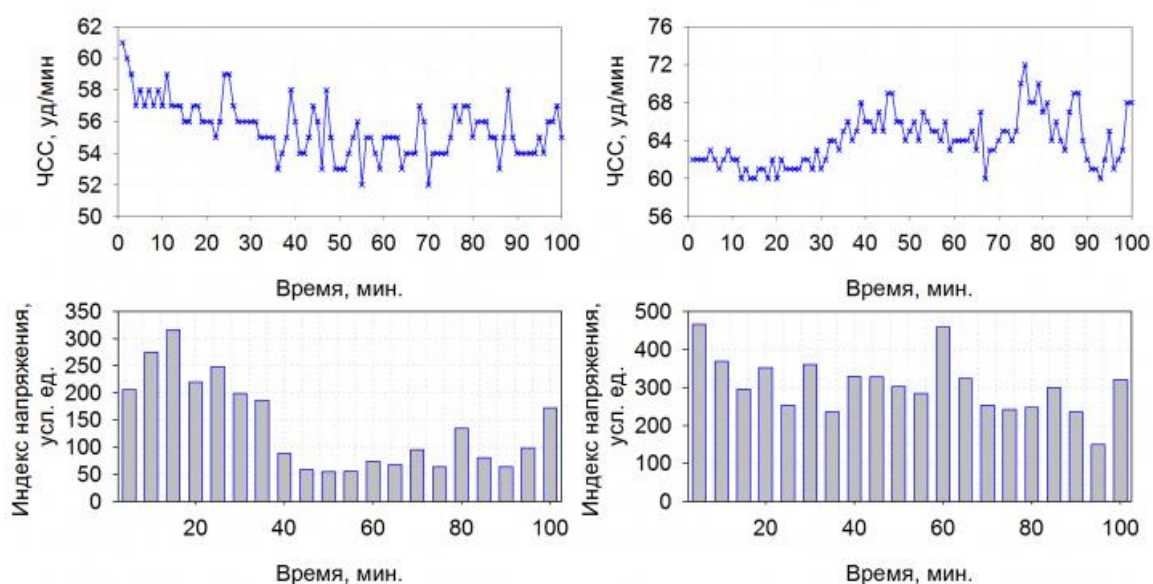 ЧСС, уд/мин
62
60
58
56
54
52
50
0 10 20 30 40 50 60 70 80 90 100
Время, мин.
ЧСС, уд/мин
76
72
68
64
60
56
0 10 20 30 40 50 60 70 80 90 100
Время, мин.
Индекс напряжения,
усл. ед.
350
300
250
200
150
100
50
0
20 40 60 80 100
Время, мин.
Индекс напряжения,
усл. ед.
500
400
300
200
100
0
20 40 60 80 100
Время, мин.